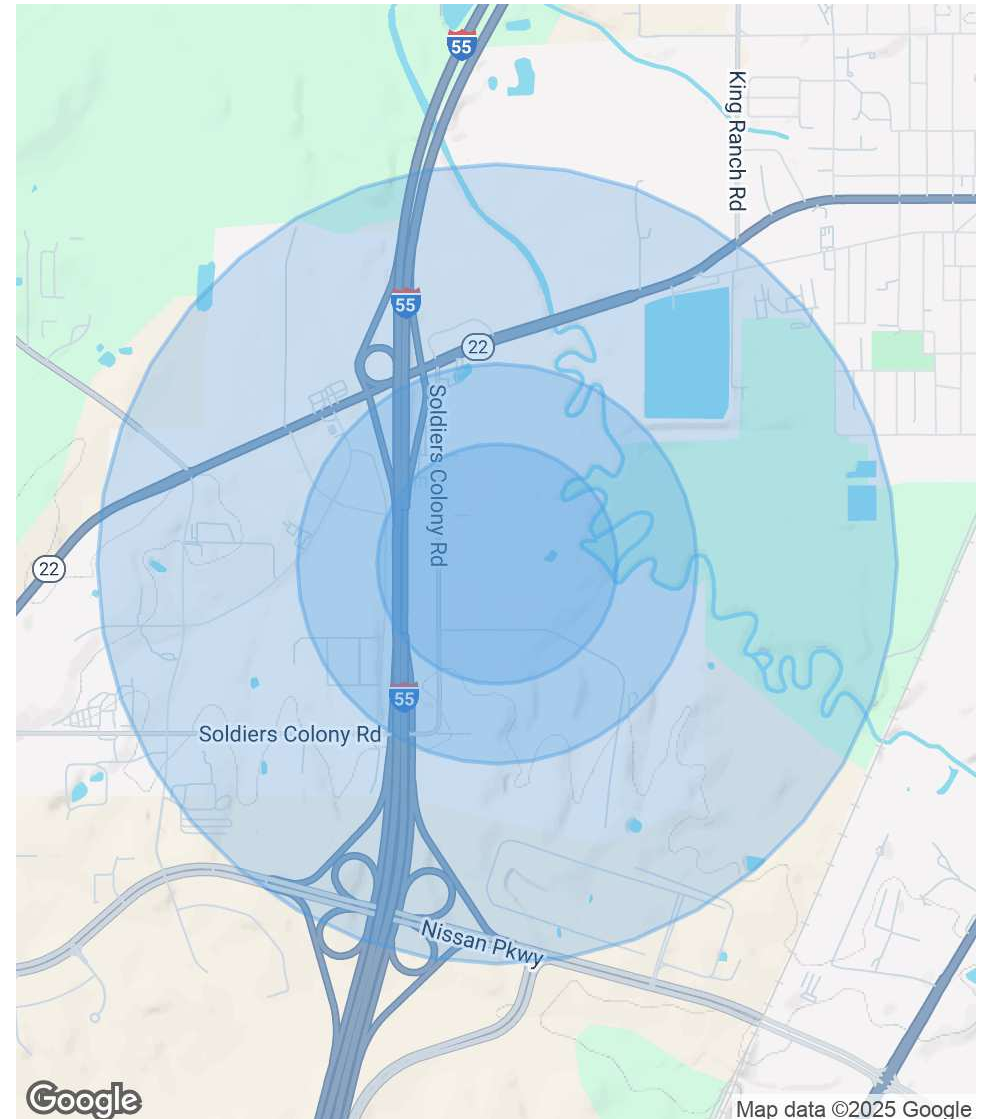 55
King Ranch Rd
55
22
Soldiers Colony Rd
22
55
Soldiers Colony Rd
Nissan Pkwy
Google
Map data ©2025 Google